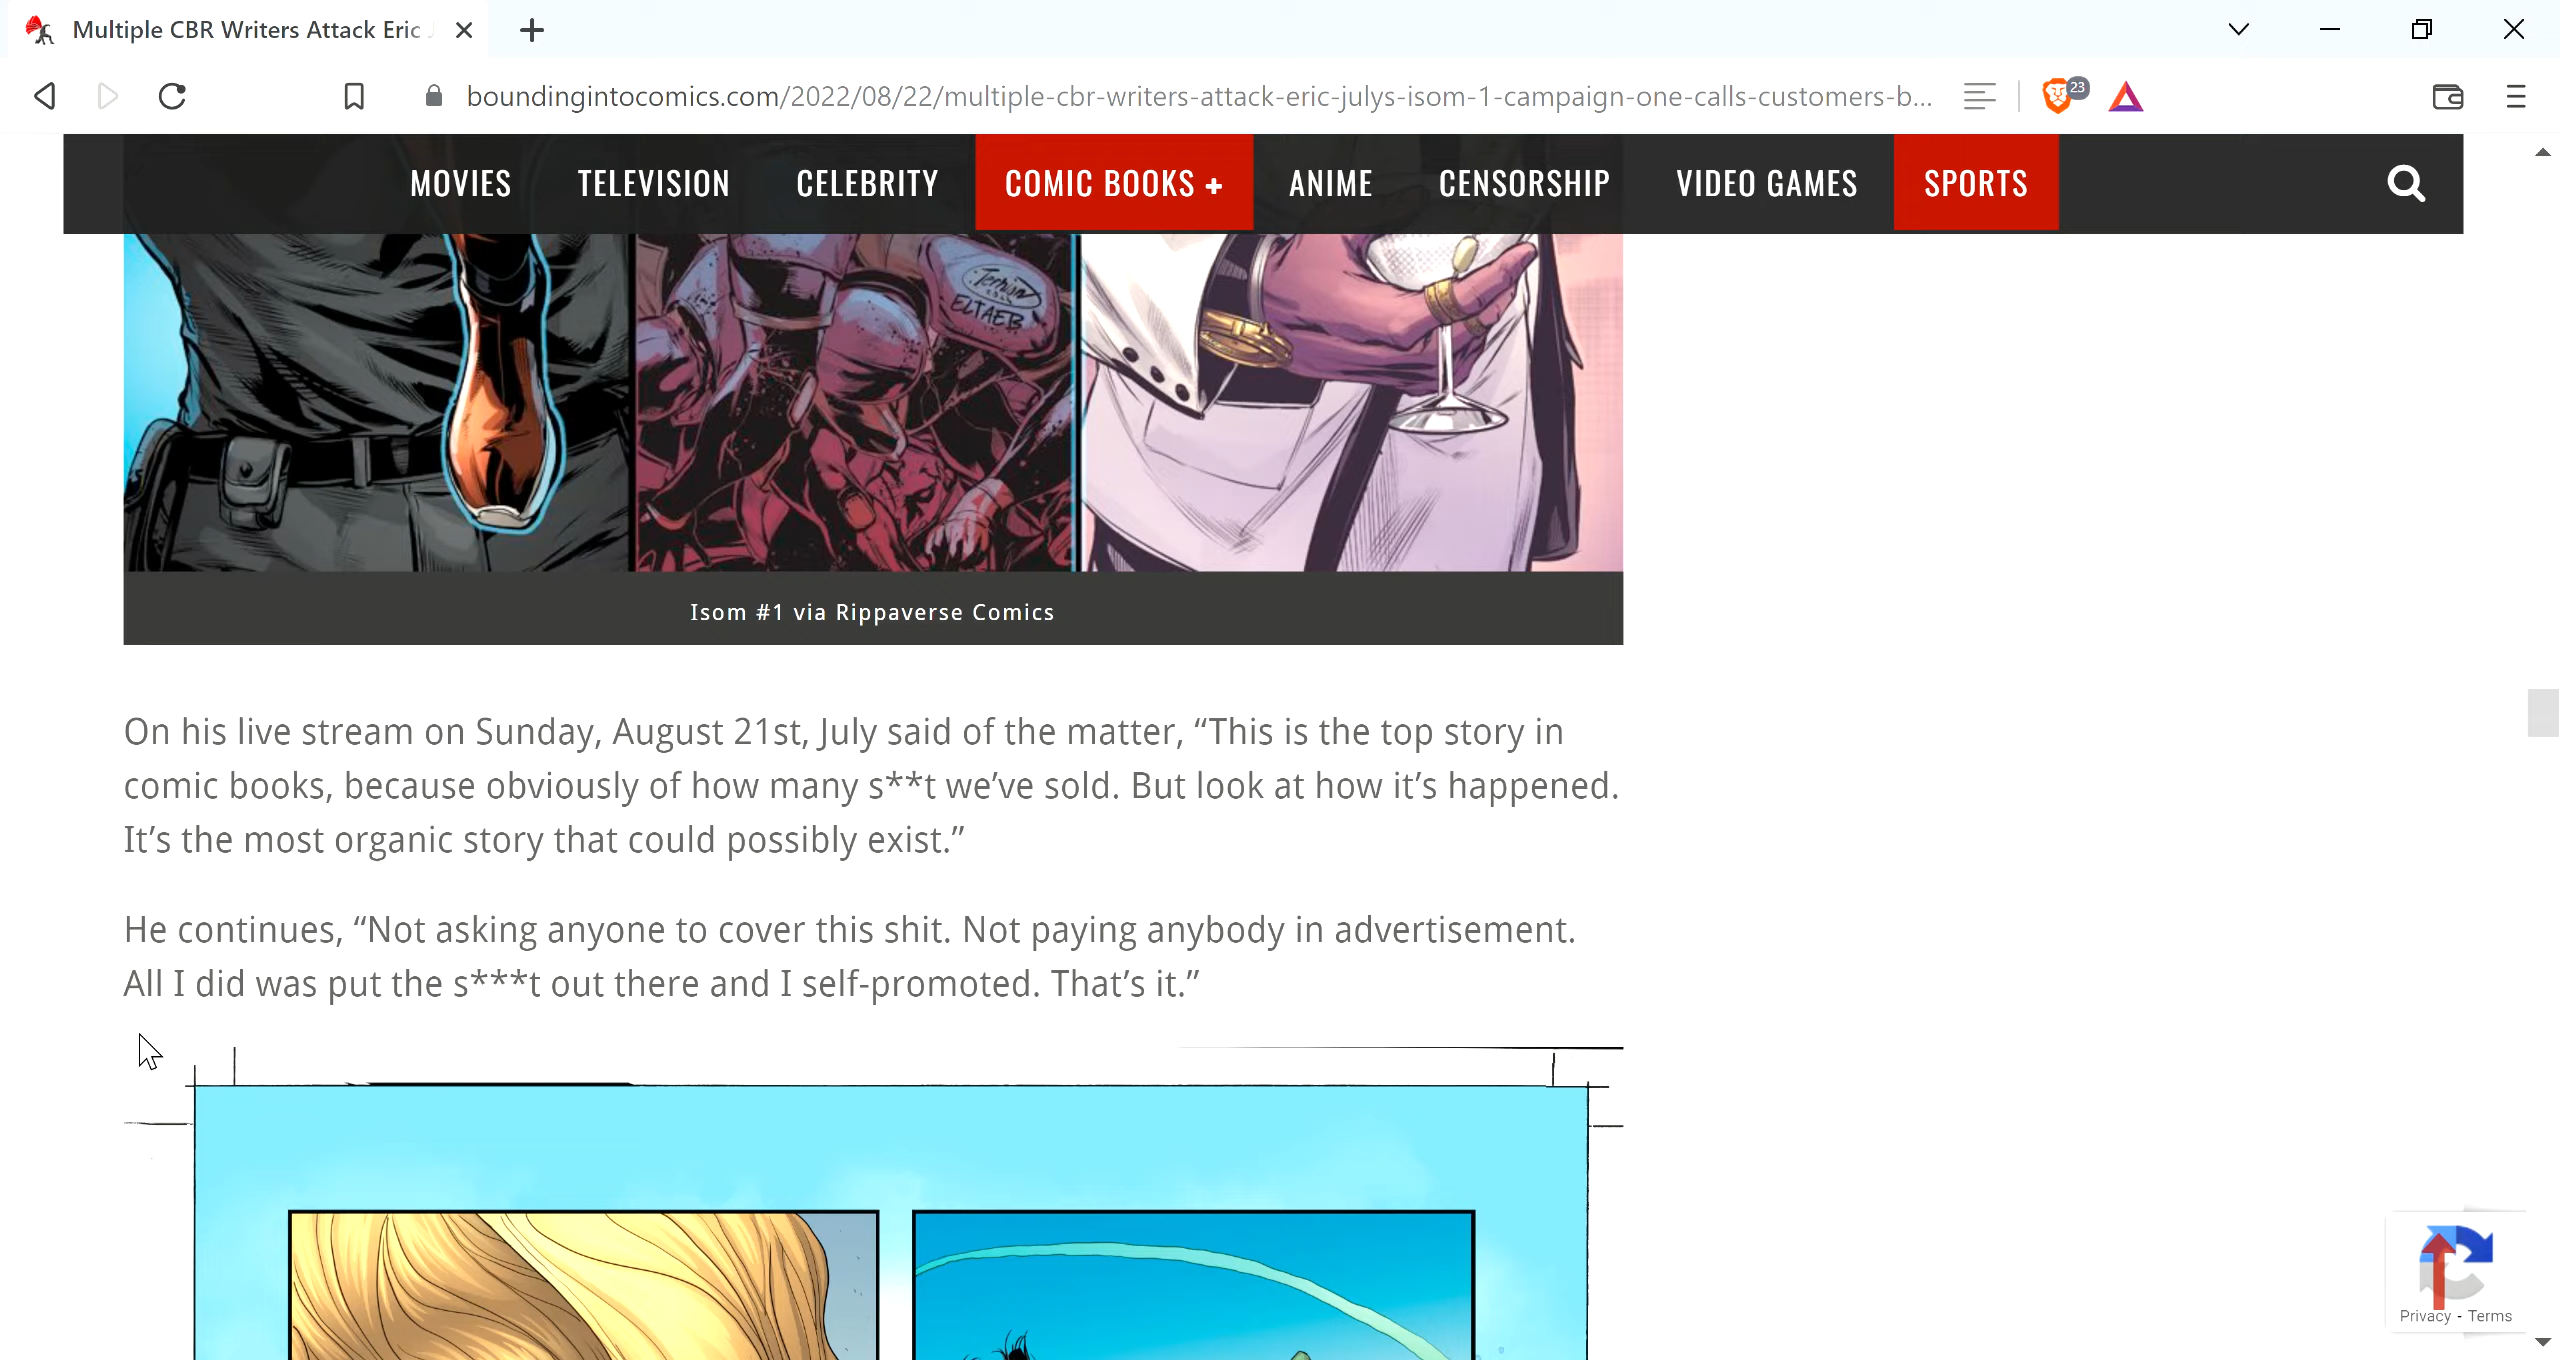 Multiple CBR Writers Attack Eric J
boundingintocomics.com/2022/08/22/multiple-cbr-writers-attack-eric-julys-isom-1-campaign-one-calls-customers-b...
23
MOVIES TELEVISION CELEBRITY COMIC BOOKS + ANIME CENSORSHIP VIDEO GAMES SPORTS
ELTAEB
Isom #1 via Rippaverse Comics
On his live stream on Sunday, August 21st, July said of the matter, “This is the top story in
comic books, because obviously of how many s**t we’ve sold. But look at how it’s happened.
It’s the most organic story that could possibly exist.”
He continues, “Not asking anyone to cover this shit. Not paying anybody in advertisement.
All I did was put the s***t out there and I self-promoted. That’s it.”
Privacy - Terms